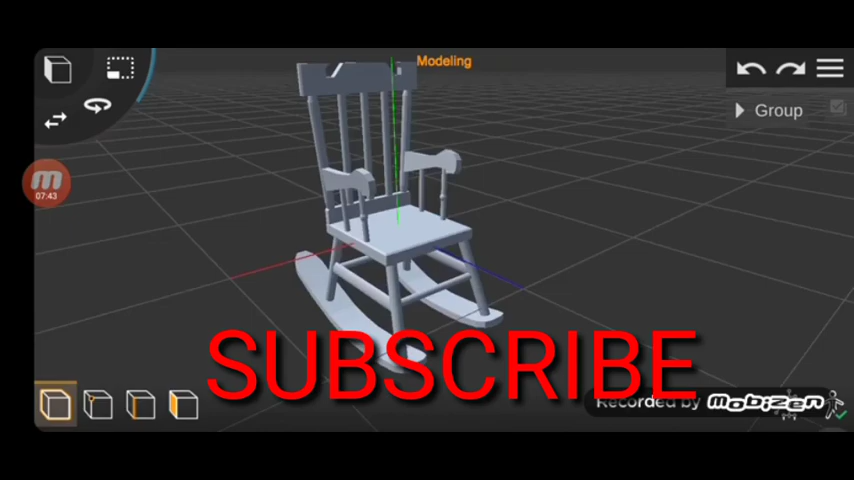 Modeling
Group
m
07:43
SUBSCRIBE
Recorded by Mobizen